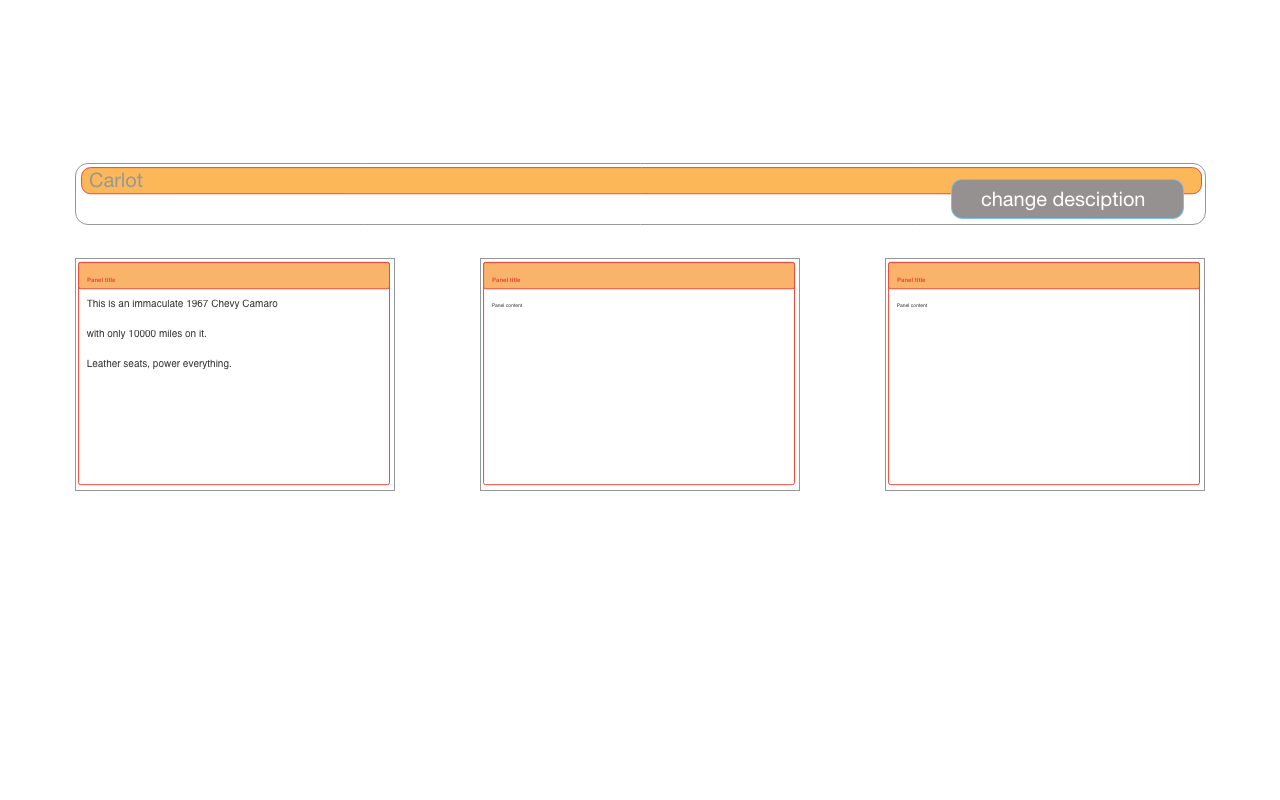 Carlot
change desciption
Panel title
This is an immaculate 1967 Chevy Camaro
with only 10000 miles on it.
Leather seats, power everything.
Panel title
Panel content
Panel title
Panel content